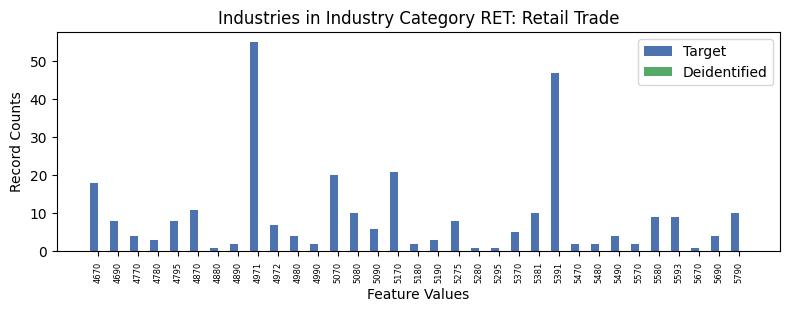 Industries in Industry Category RET: Retail Trade
Target
Deidentified
Record Counts
50
40
30
20
10
0
4670 4690 4770 4780 4795 4870 4880 4890 4971 4972 4980 4990 5070 5080 5090 5170 5180 5190 5275 5280 5295 5370 5381 5391 5470 5480 5490 5570 5580 5593 5670 5690 5790
Feature Values